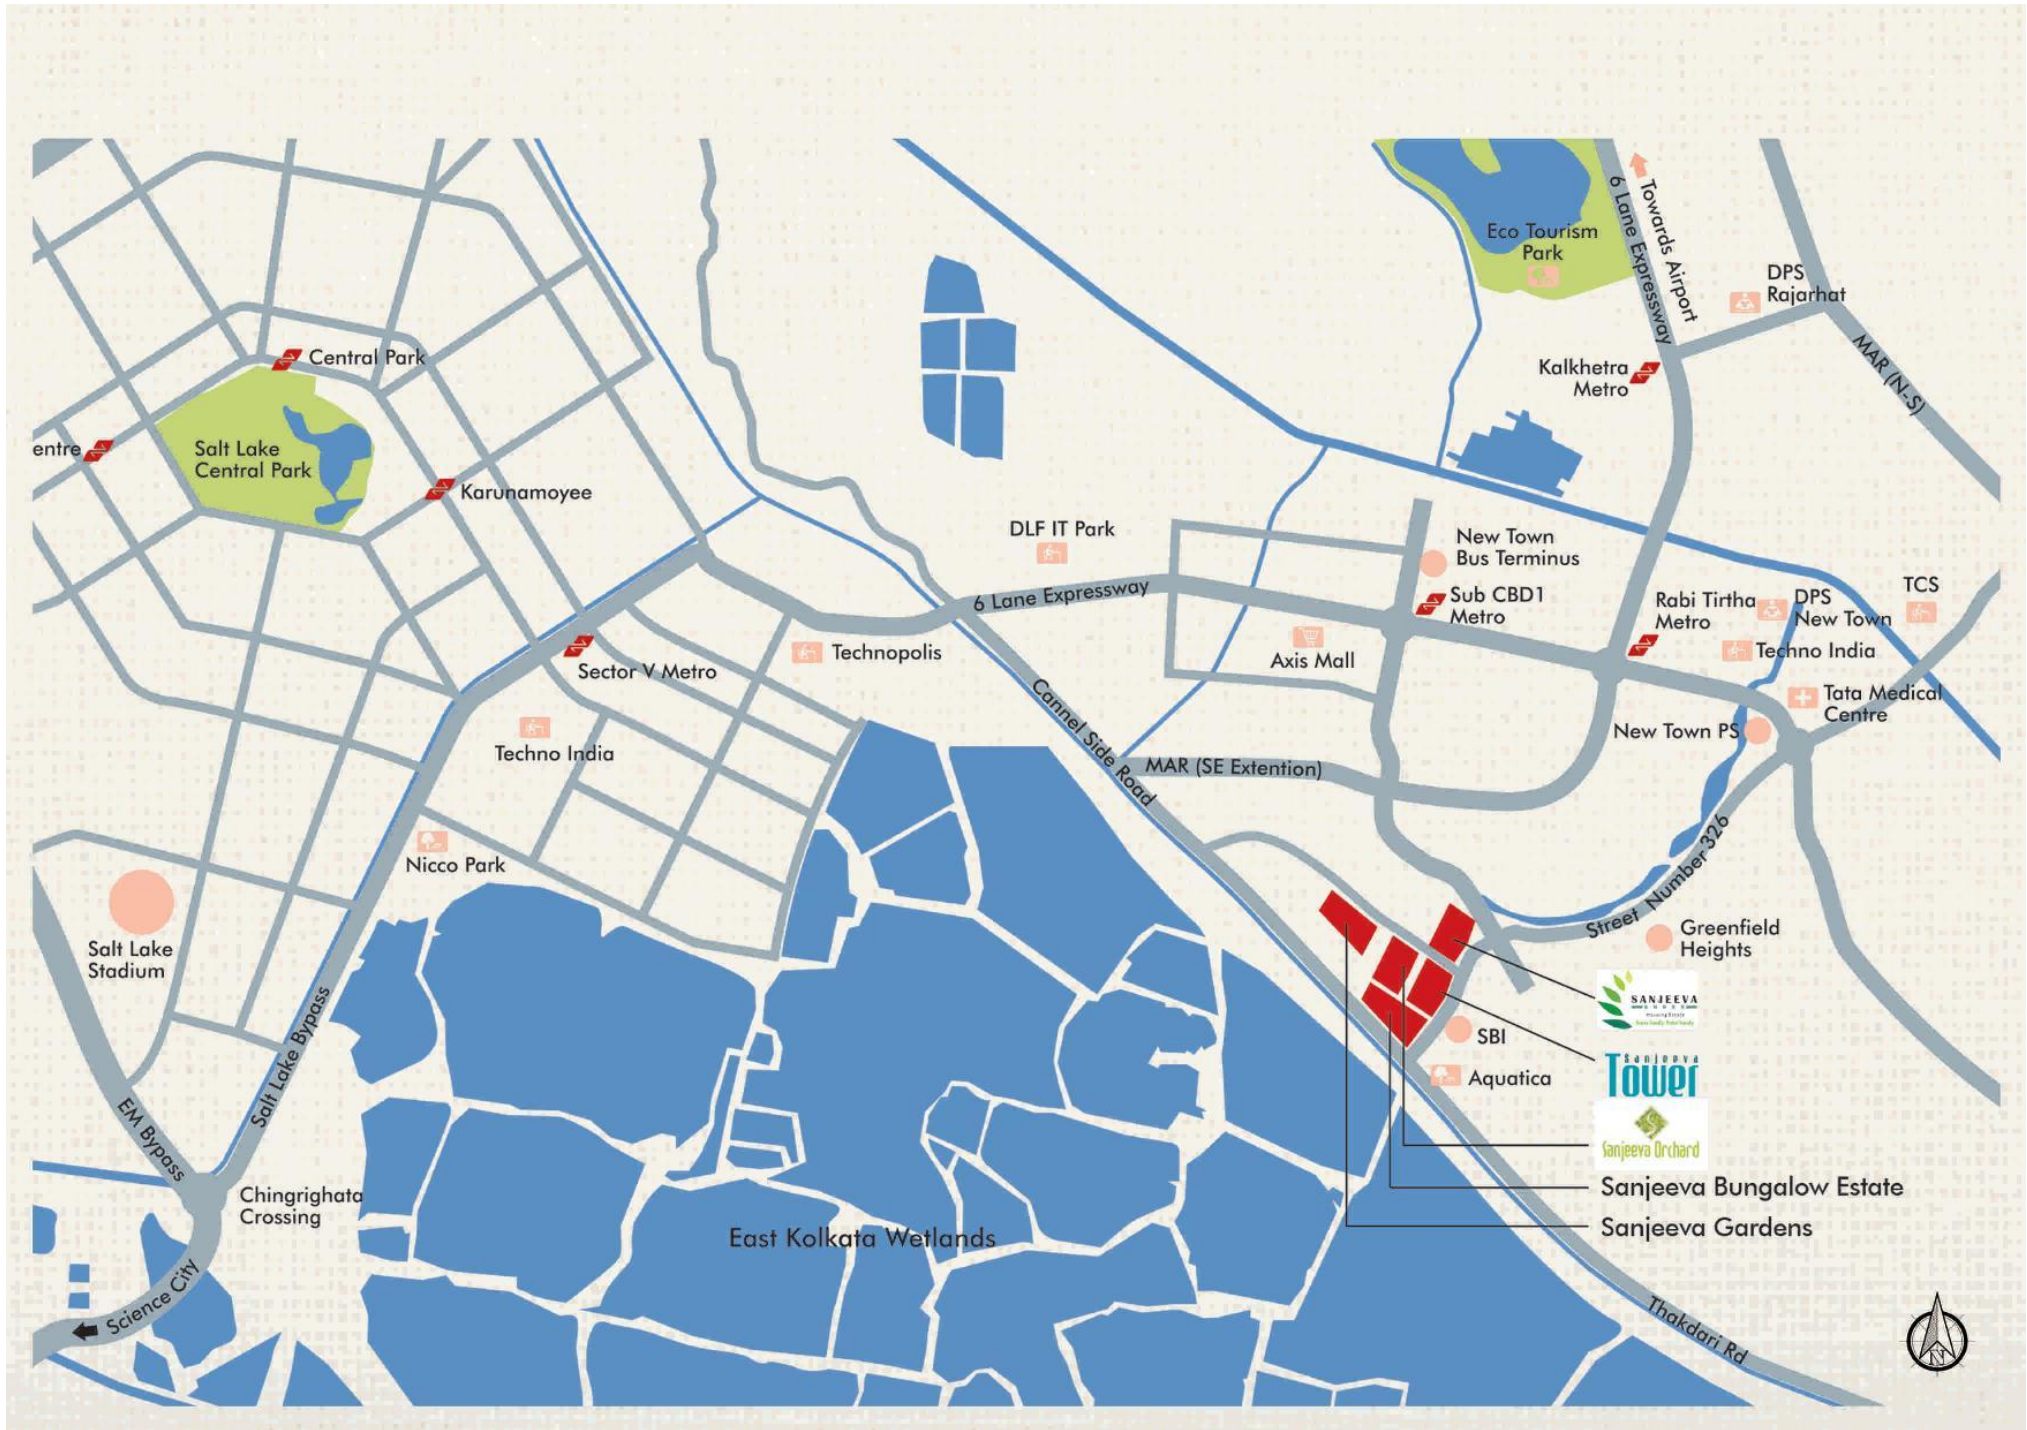 6 Lane Expressway
Towards Airport
Eco Tourism
Park
DPS
Rajarhat
MAR (N-S)
Central Park
Kalkhetra
Metro
entre
Salt Lake
Central Park
Karunamoyee
DLF IT Park
New Town
Bus Terminus
6 Lane Expressway
Sub CBD1
Metro
Rabi Tirtha
Metro
DPS
New Town
TCS
Technopolis
Axis Mall
Techno India
Sector V Metro
Cannel Side Road
Tata Medical
Centre
New Town PS
Techno India
MAR (SE Extention)
Nicco Park
Street Number 326
Salt Lake
Stadium
Greenfield
Heights
SANJEEVA
SBI
Sanjeeva
Tower
Aquatica
Salt Lake Bypass
EM Bypass
Sanjeeva Orchard
Sanjeeva Bungalow Estate
Chingrighata
Crossing
Sanjeeva Gardens
East Kolkata Wetlands
Science City
Thakdari Rd
N